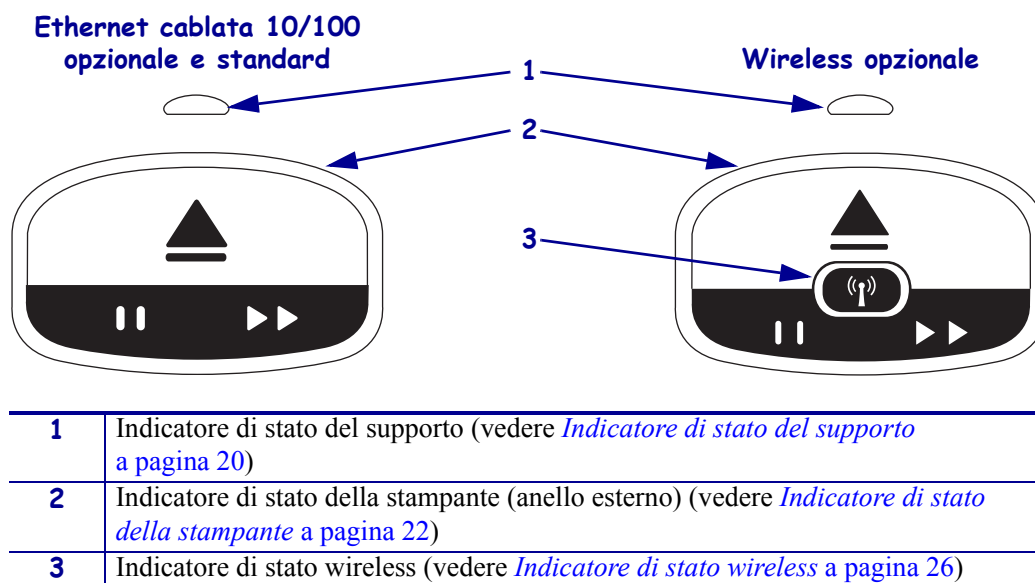 Ethernet cablata 10/100
opzionale e standard
Wireless opzionale
1
2
3
1 Indicatore di stato del supporto (vedere Indicatore di stato del supporto
a pagina 20)
2 Indicatore di stato della stampante (anello esterno) (vedere Indicatore di stato
della stampante a pagina 22)
3 Indicatore di stato wireless (vedere Indicatore di stato wireless a pagina 26)